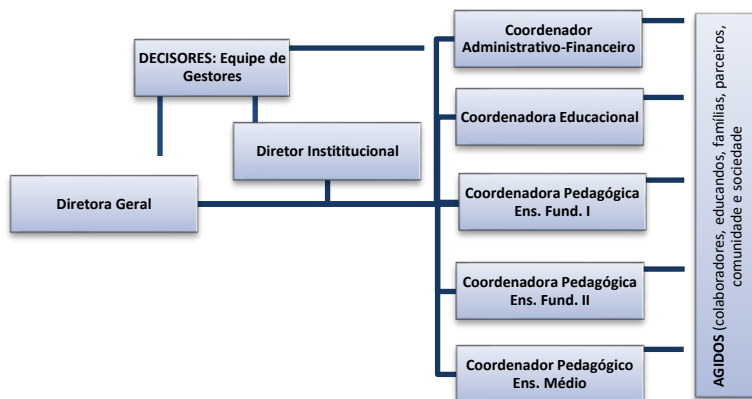 DECISORES: Equipe de
Gestores
Diretor Instititucional
Diretora Geral
Coordenador
Administrativo-Financeiro
Coordenadora Educacional
Coordenadora Pedagógica
Ens. Fund. I
Coordenadora Pedagógica
Ens. Fund. II
Coordenador Pedagógico
Ens. Médio
AGIDOS (colaboradores, educandos, famílias, parceiros,
comunidade e sociedade